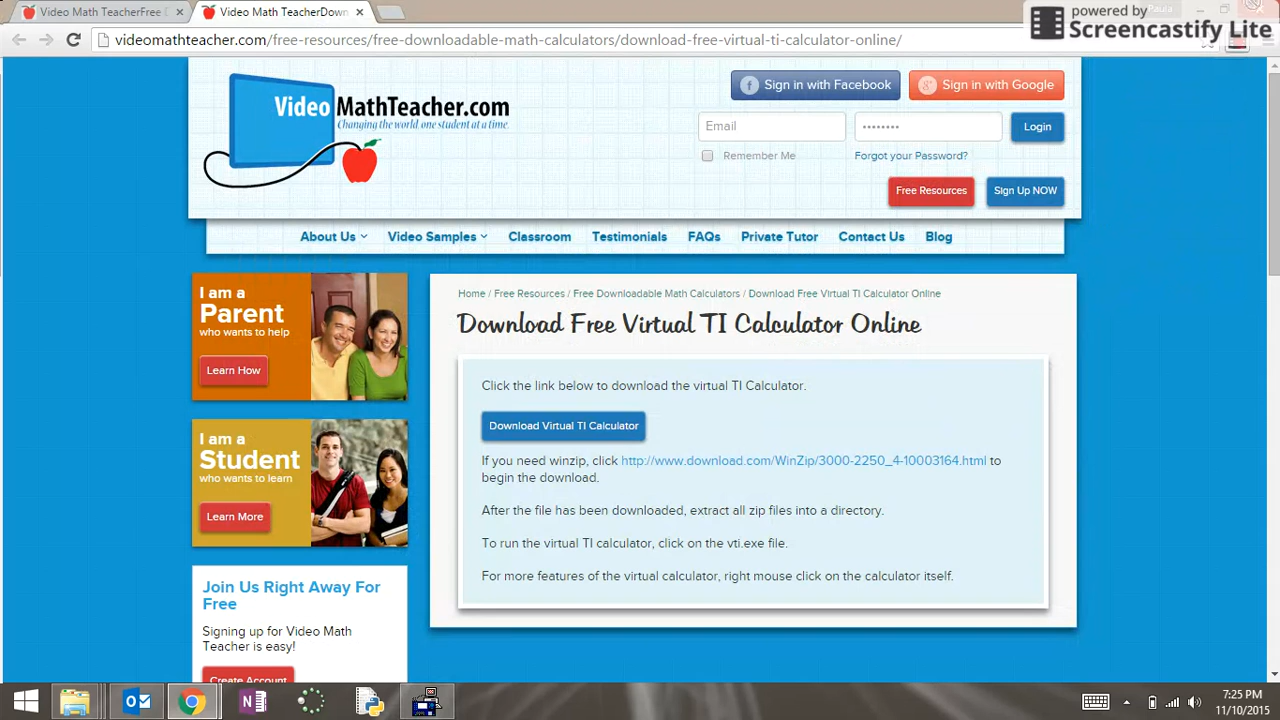 Video Math TeacherFree
Video Math TeacherDown
Paula
powered by
Screencastify Lite
videomathteacher.com/free-resources/free-downloadable-math-calculators/download-free-virtual-ti-calculator-online/
Video MathTeacher.com
Changing the world one student at a time.
Sign in with Facebook
Sign in with Google
Email
Login
Remember Me
Forgot your Password?
Free Resources
Sign Up NOW
About Us
Video Samples
Classroom
Testimonials
FAQs
Private Tutor
Contact Us
Blog
I am a
Parent
who wants to help
Learn How
I am a
Student
who wants to learn
Learn More
Join Us Right Away For
Free
Signing up for Video Math
Teacher is easy!
Create Account
Home / Free Resources / Free Downloadable Math Calculators / Download Free Virtual TI Calculator Online
Download Free Virtual TI Calculator Online
Click the link below to download the virtual TI Calculator.
Download Virtual TI Calculator
If you need winzip, click http://www.download.com/WinZip/3000-2250_4-10003164.html to
begin the download.
After the file has been downloaded, extract all zip files into a directory.
To run the virtual TI calculator, click on the vti.exe file.
For more features of the virtual calculator, right mouse click on the calculator itself.
7:25 PM
11/10/2015